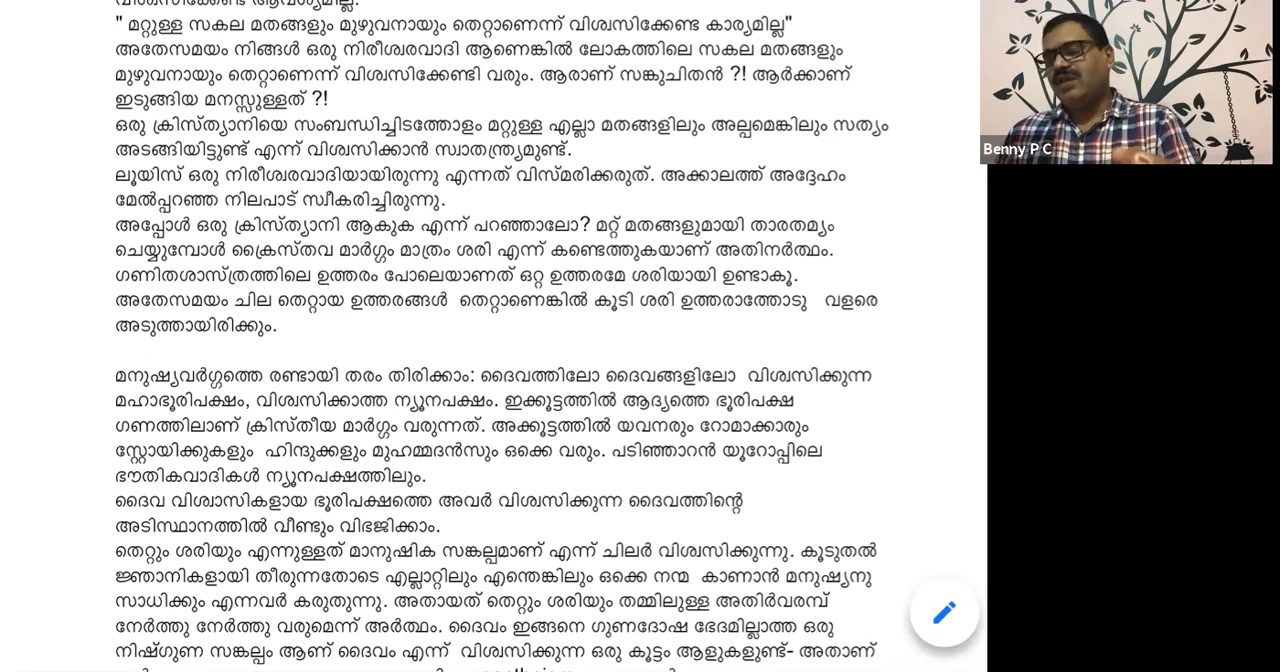 " മറ്റുള്ള സകല മതങ്ങളും മുഴുവനായും തെറ്റാണെന്ന് വിശ്വസിക്കേണ്ട കാര്യമില്ല"
അതേസമയം നിങ്ങൾ ഒരു നിരീശ്വരവാദി ആണെങ്കിൽ ലോകത്തിലെ സകല മതങ്ങളും
മുഴുവനായും തെറ്റാണെന്ന് വിശ്വസിക്കേണ്ടി വരും. ആരാണ് സങ്കുചിതൻ ?! ആർക്കാണ്
ഇടുങ്ങിയ മനസ്സുള്ളത് ?!
ഒരു ക്രിസ്ത്യാനിയെ സംബന്ധിച്ചിടത്തോളം മറ്റുള്ള എല്ലാ മതങ്ങളിലും അല്പമെങ്കിലും സത്യം
അടങ്ങിയിട്ടുണ്ട് എന്ന് വിശ്വസിക്കാൻ സ്വാതന്ത്ര്യമുണ്ട്.
ലൂയിസ് ഒരു നിരീശ്വരവാദിയായിരുന്നു എന്നത് വിസ്മരിക്കരുത്. അക്കാലത്ത് അദ്ദേഹം
മേൽപ്പറഞ്ഞ നിലപാട് സ്വീകരിച്ചിരുന്നു.
അപ്പോൾ ഒരു ക്രിസ്ത്യാനി ആകുക എന്ന് പറഞ്ഞാലോ? മറ്റ് മതങ്ങളുമായി താരതമ്യം
ചെയ്യുമ്പോൾ ക്രൈസ്തവ മാർഗ്ഗം മാത്രം ശരി എന്ന് കണ്ടെത്തുകയാണ് അതിനർത്ഥം.
ഗണിതശാസ്ത്രത്തിലെ ഉത്തരം പോലെയാണത് ഒറ്റ ഉത്തരമേ ശരിയായി ഉണ്ടാകൂ.
അതേസമയം ചില തെറ്റായ ഉത്തരങ്ങൾ തെറ്റാണെങ്കിൽ കൂടി ശരി ഉത്തരാത്തോടു വളരെ
അടുത്തായിരിക്കും.
മനുഷ്യവർഗ്ഗത്തെ രണ്ടായി തരം തിരിക്കാം: ദൈവത്തിലോ ദൈവങ്ങളിലോ വിശ്വസിക്കുന്ന
മഹാഭൂരിപക്ഷം, വിശ്വസിക്കാത്ത ന്യൂനപക്ഷം. ഇക്കൂട്ടത്തിൽ ആദ്യത്തെ ഭൂരിപക്ഷ
ഗണത്തിലാണ് ക്രിസ്തീയ മാർഗ്ഗം വരുന്നത്. അക്കൂട്ടത്തിൽ യവനരും റോമാക്കാരും
സ്റ്റോയിക്കുകളും ഹിന്ദുക്കളും മുഹമ്മദൻസും ഒക്കെ വരും. പടിഞ്ഞാറൻ യൂറോപ്പിലെ
ഭൗതികവാദികൾ ന്യൂനപക്ഷത്തിലും.
ദൈവ വിശ്വാസികളായ ഭൂരിപക്ഷത്തെ അവർ വിശ്വസിക്കുന്ന ദൈവത്തിന്റെ
അടിസ്ഥാനത്തിൽ വീണ്ടും വിഭജിക്കാം.
തെറ്റും ശരിയും എന്നുള്ളത് മാനുഷിക സങ്കല്പമാണ് എന്ന് ചിലർ വിശ്വസിക്കുന്നു. കൂടുതൽ
ജ്ഞാനികളായി തീരുന്നതോടെ എല്ലാറ്റിലും എന്തെങ്കിലും ഒക്കെ നന്മ കാണാൻ മനുഷ്യനു
സാധിക്കും എന്നവർ കരുതുന്നു. അതായത് തെറ്റും ശരിയും തമ്മിലുള്ള അതിർവരമ്പ്
നേർത്തു നേർത്തു വരുമെന്ന് അർത്ഥം. ദൈവം ഇങ്ങനെ ഗുണദോഷ ഭേദമില്ലാത്ത ഒരു
നിഷ്ഗുണ സങ്കല്പം ആണ് ദൈവം എന്ന് വിശ്വസിക്കുന്ന ഒരു കൂട്ടം ആളുകളുണ്ട്- അതാണ്
Benny P C